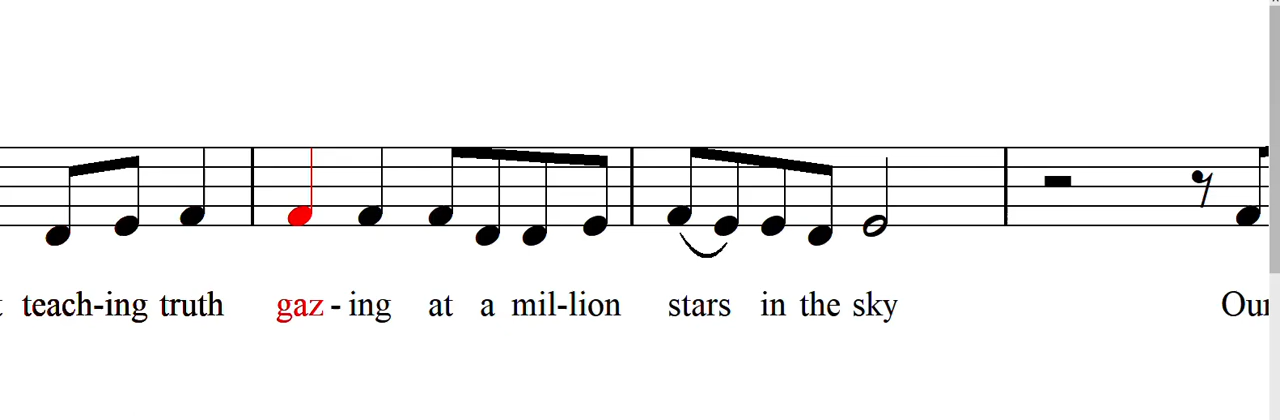 teach-ing truth gaz - ing at a mil-lion stars in the sky Our